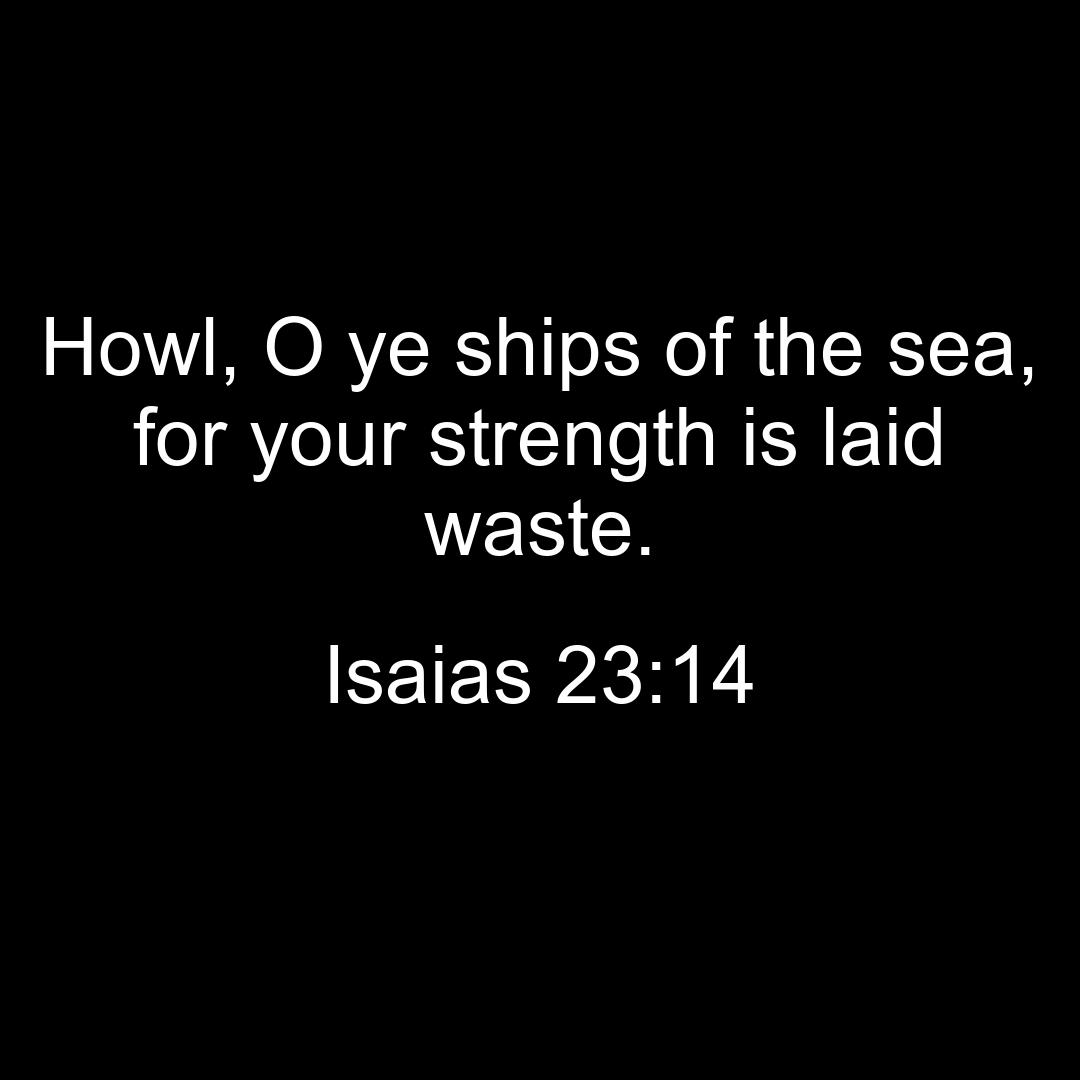 Howl, O ye ships of the sea,
for your strength is laid
waste.
Isaias 23:14